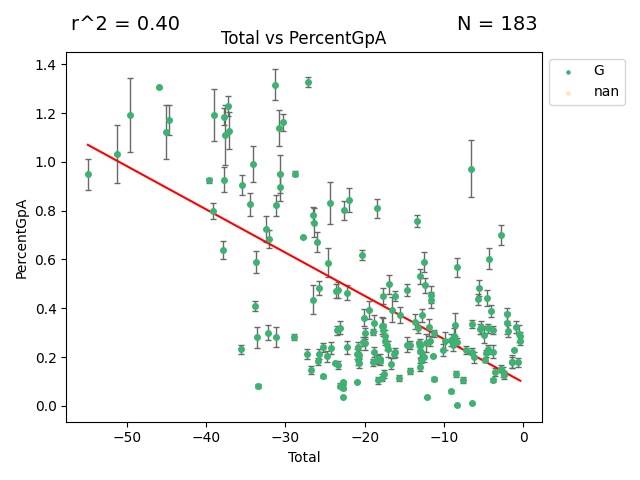 r^2 = 0.40
N = 183
Total vs PercentGpA
G
nan
PercentGpA
1.4
1.2
1.0
0.8
0.6
0.4
0.2
0.0
−50
−40
−30
−20
−10
0
Total